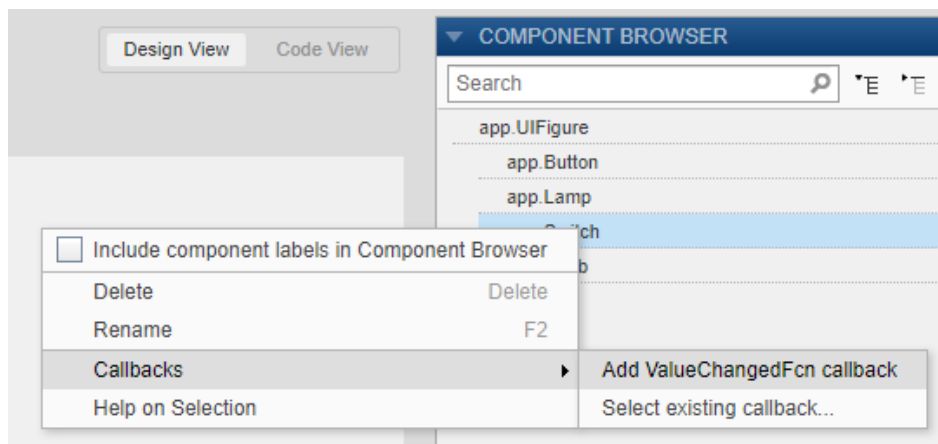 Design View
Code View
COMPONENT BROWSER
Search
app.UIFigure
app.Button
app.Lamp
Include component labels in Component Browser
Delete Delete
Rename F2
Callbacks
Help on Selection
Add ValueChangedFcn callback
Select existing callback...